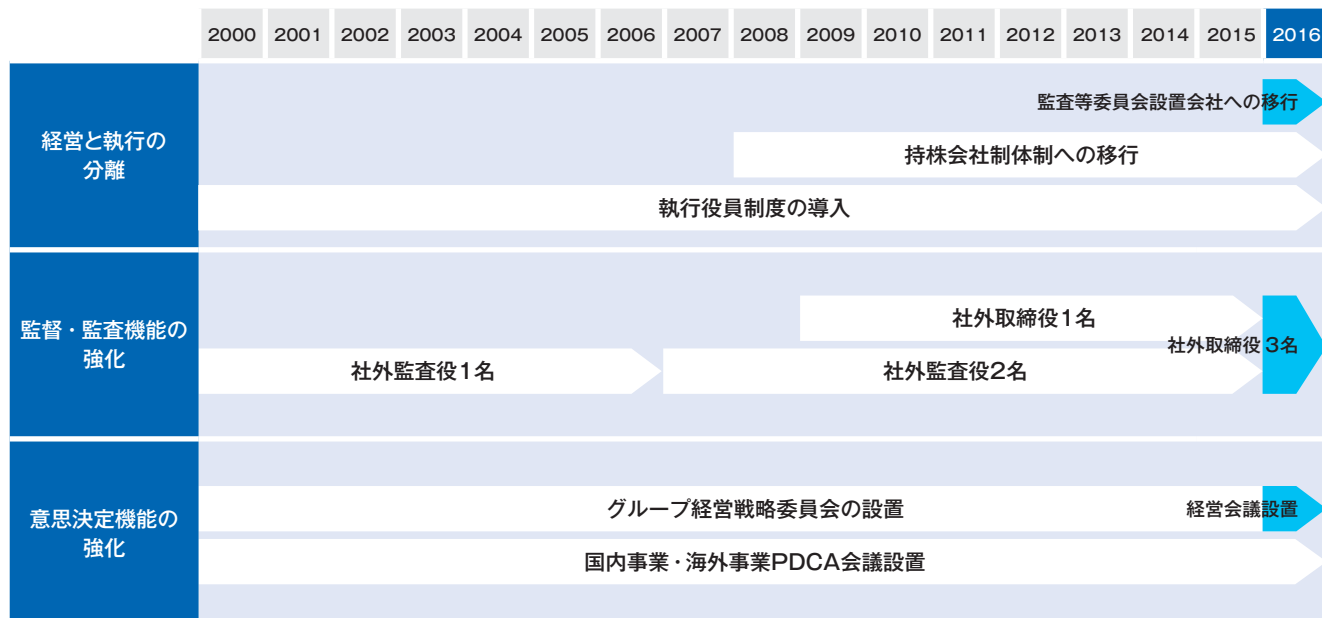 2000 2001 2002 2003 2004 2005 2006 2007 2008 2009 2010 2011 2012 2013 2014 2015 2016
経営と執行の
分離
監査等委員会設置会社への移行
持株会社制体制への移行
執行役員制度の導入
監督・監査機能の
強化
社外取締役1名
社外取締役3名
社外監査役1名
社外監査役2名
意思決定機能の
強化
グループ経営戦略委員会の設置
経営会議設置
国内事業・海外事業PDCA会議設置